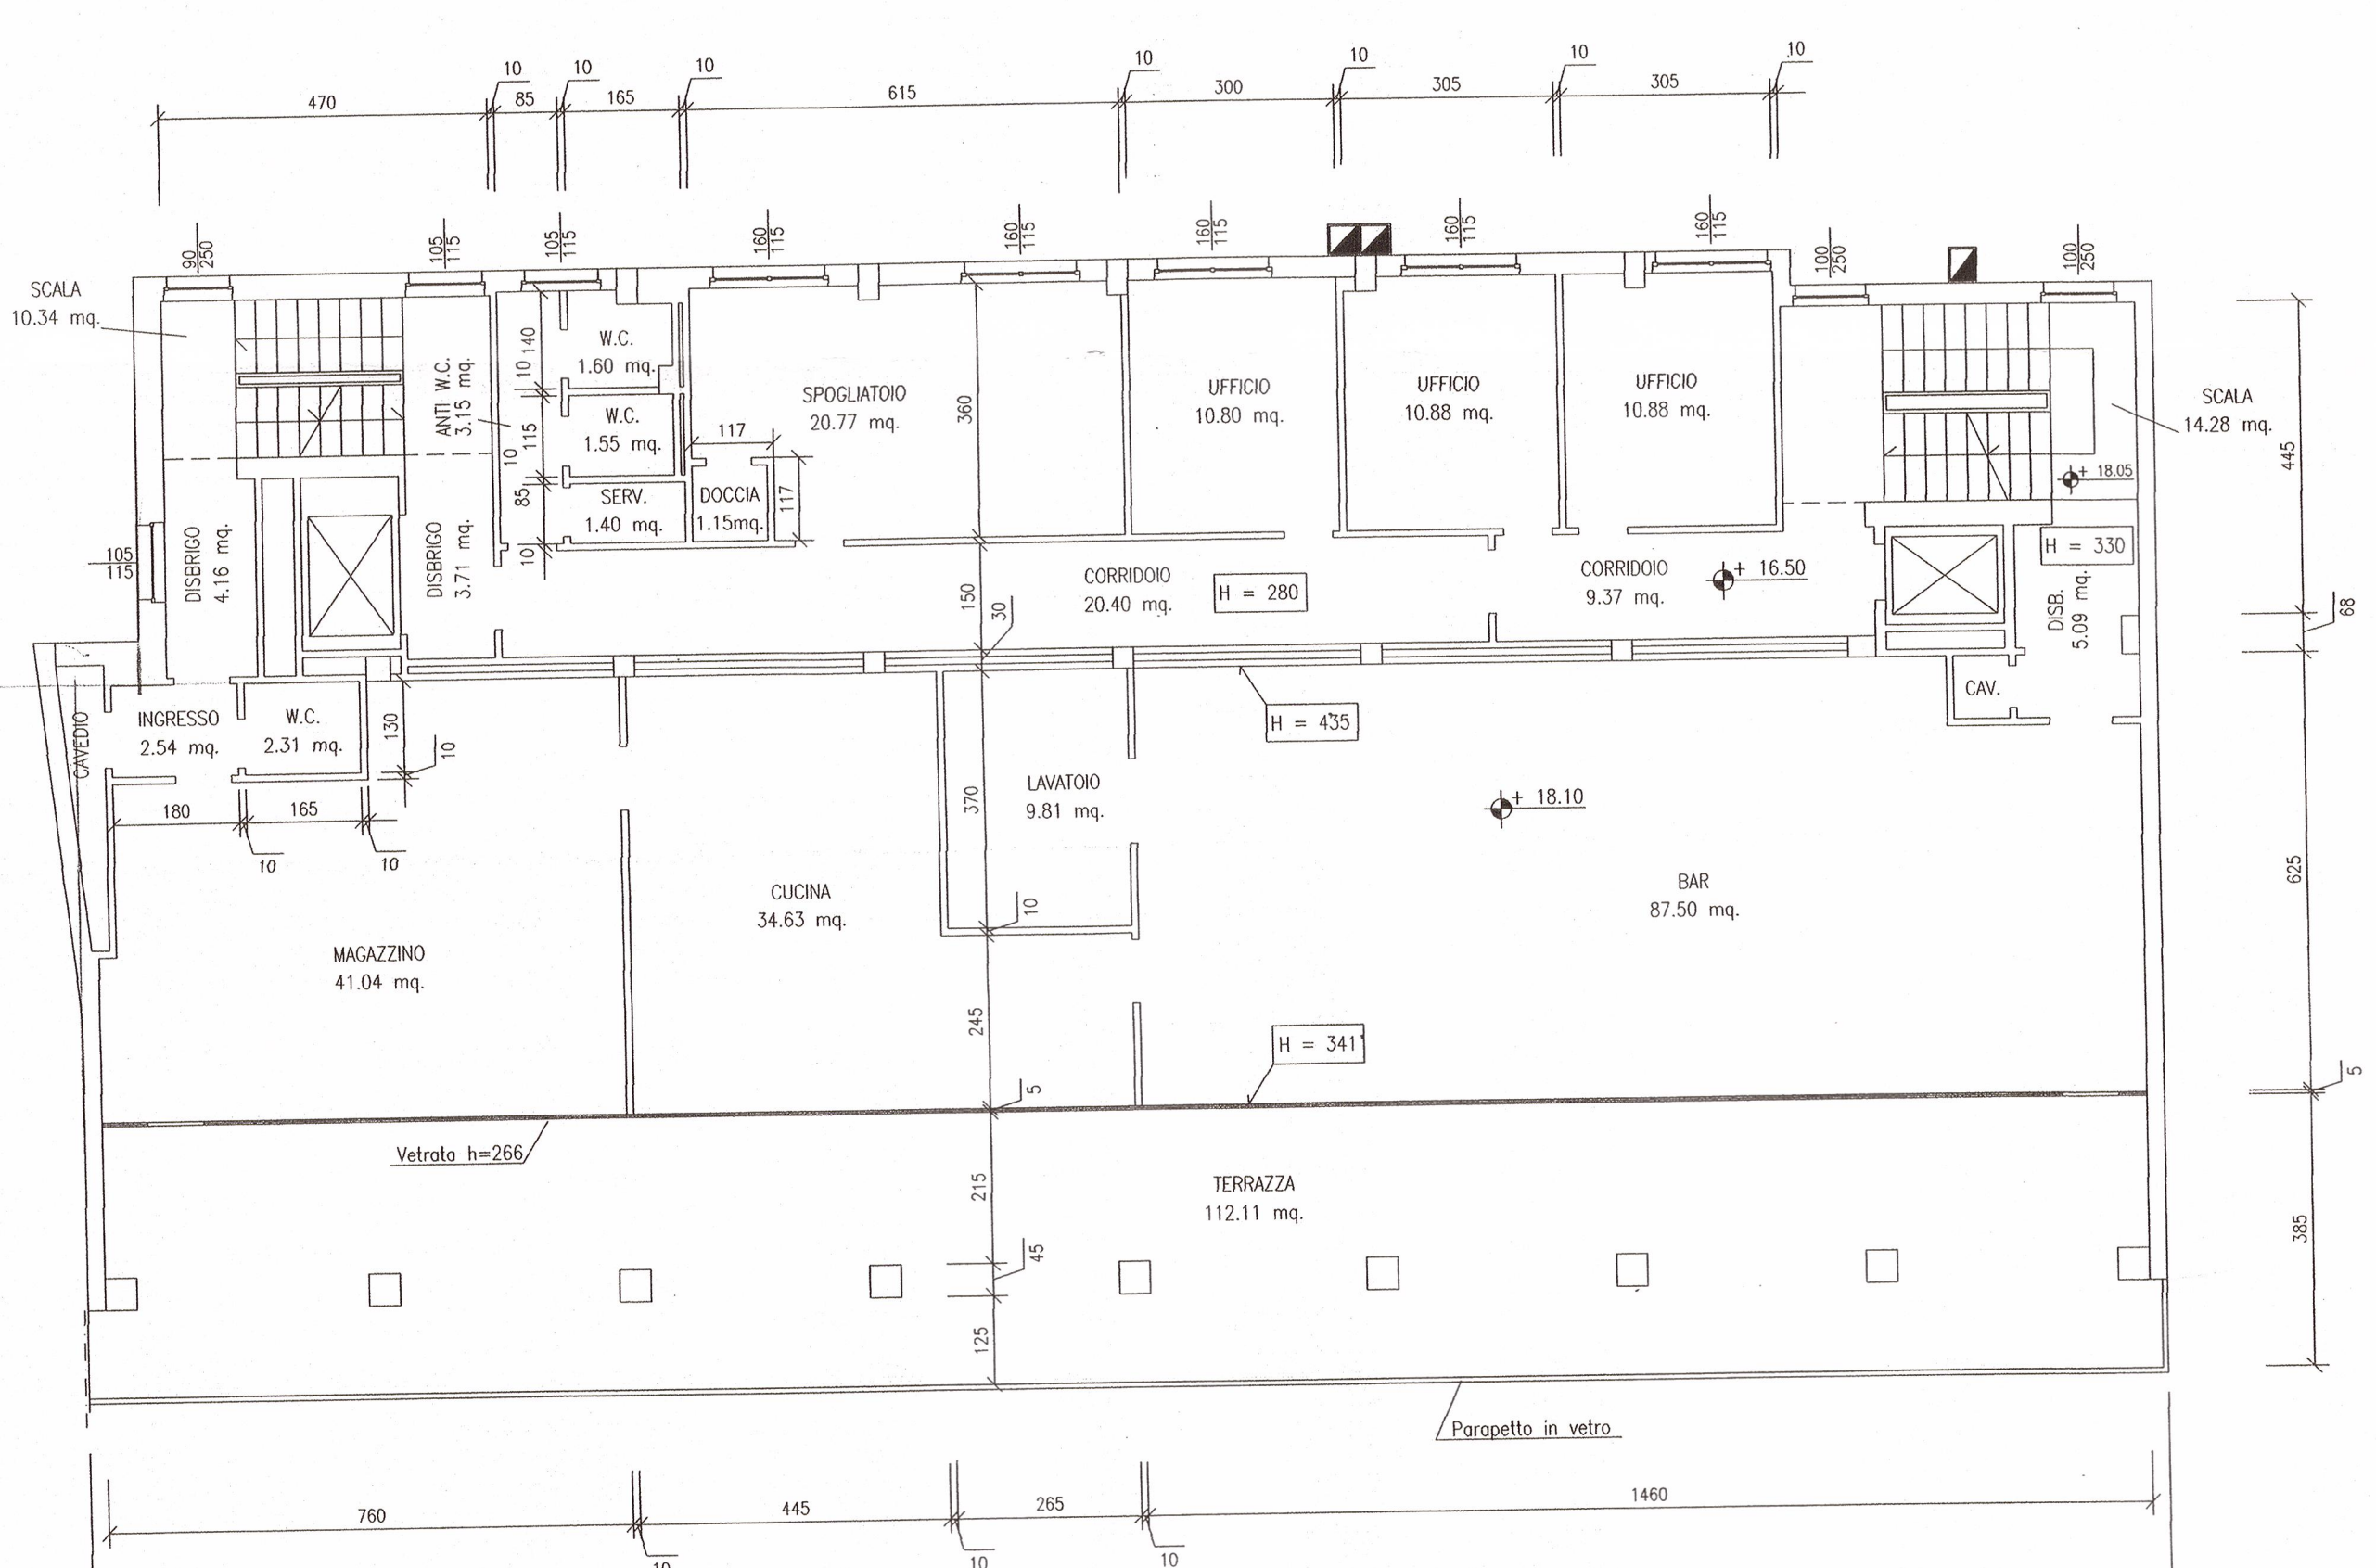 10
10
10
10
10
10
10
470
85
165
615
300
305
305
90
250
105
115
105
115
160
115
160
115
160
115
160
115
160
115
100
250
100
250
SCALA
10.34 mq.
ANTI W.C.
3.15 mq.
10 140
W.C.
1.60 mq.
10 115
W.C.
1.55 mq.
85
SERV.
1.40 mq.
10
117
DOCCIA
1.15mq.
117
SPOGLIATOIO
20.77 mq.
360
UFFICIO
10.80 mq.
UFFICIO
10.88 mq.
UFFICIO
10.88 mq.
SCALA
14.28 mq.
+ 18.05
445
H = 330
105
115
DISBRIGO
4.16 mq.
DISBRIGO
3.71 mq.
150
30
CORRIDOIO
20.40 mq.
H = 280
CORRIDOIO
9.37 mq.
+ 16.50
DISB.
5.09 mq.
68
CAV.
CAVEDIO
INGRESSO
2.54 mq.
W.C.
2.31 mq.
130
10
180
165
10
10
H = 435
LAVATOIO
9.81 mq.
370
+ 18.10
10
CUCINA
34.63 mq.
BAR
87.50 mq.
625
MAGAZZINO
41.04 mq.
245
H = 341
5
5
Vetrata h=266
215
TERRAZZA
112.11 mq.
45
385
125
Parapetto in vetro
760
445
265
1460
10
10
10